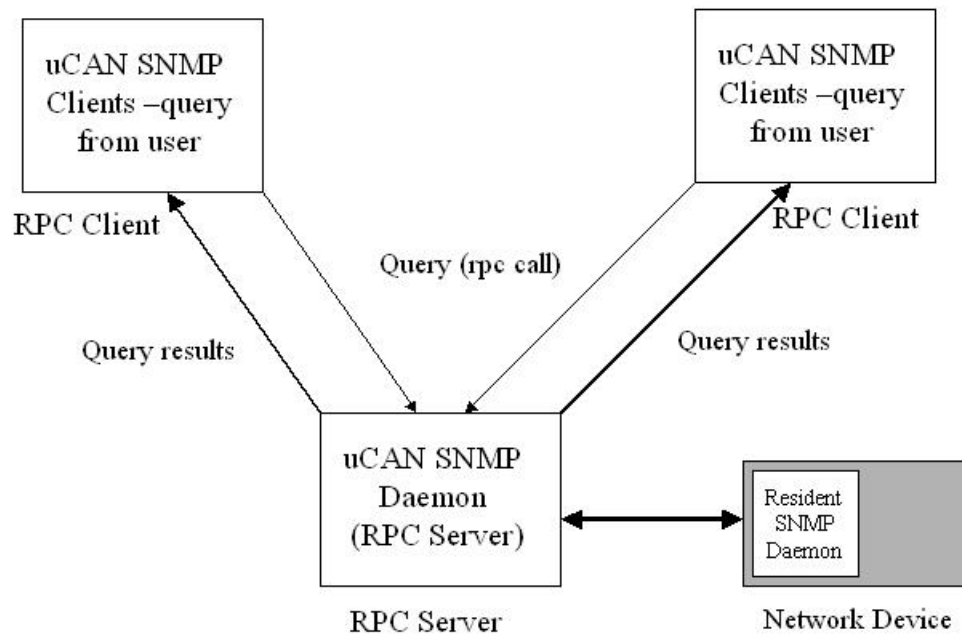 uCAN SNMP
Clients –query
from user
uCAN SNMP
Clients –query
from user
RPC Client
RPC Client
Query (rpc call)
Query results
Query results
uCAN SNMP
Daemon
(RPC Server)
Resident
SNMP
Daemon
RPC Server
Network Device